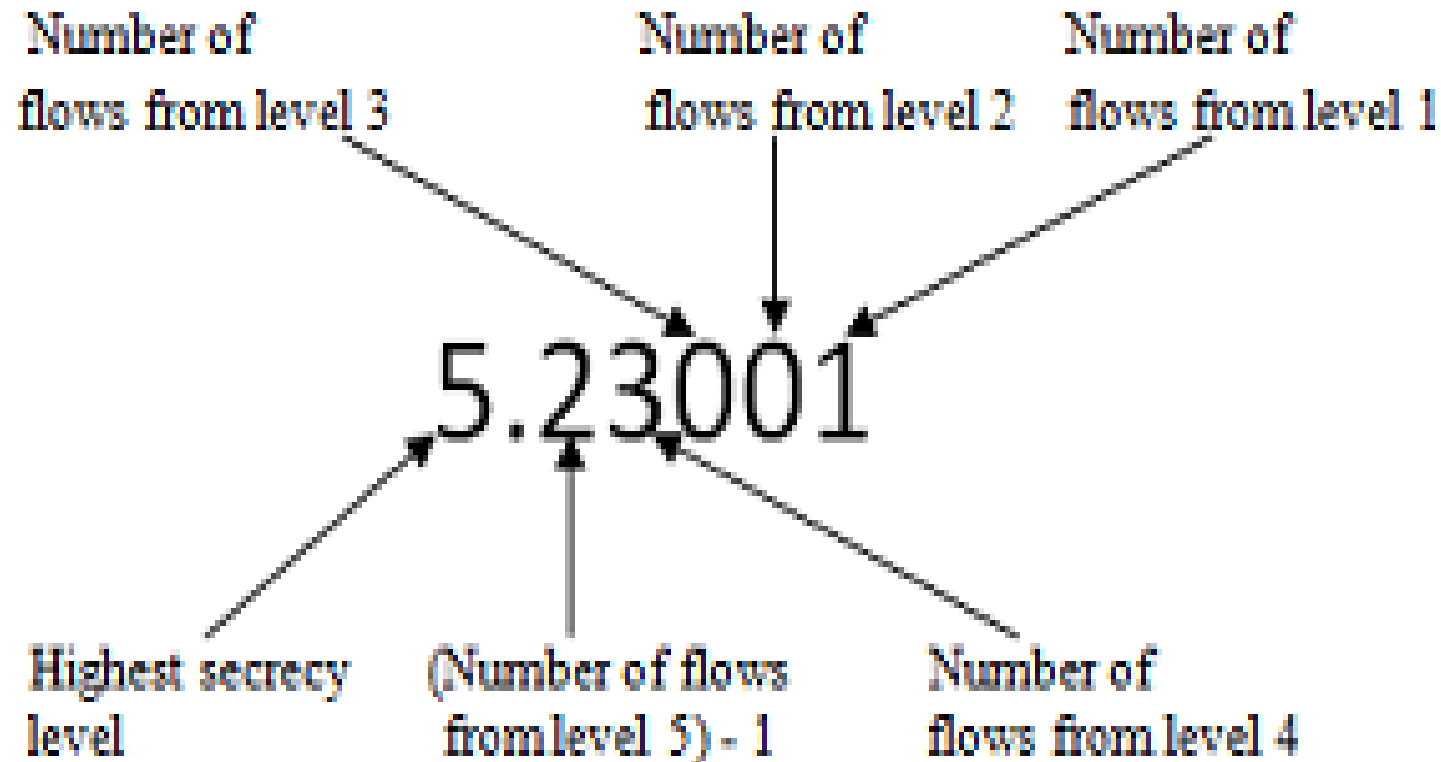 Number of
flows from level 3
Number of
flows from level 2
Number of
flows from level 1
5.23001
Highest secrecy
level
(Number of flows
from level 5) - 1
Number of
flows from level 4